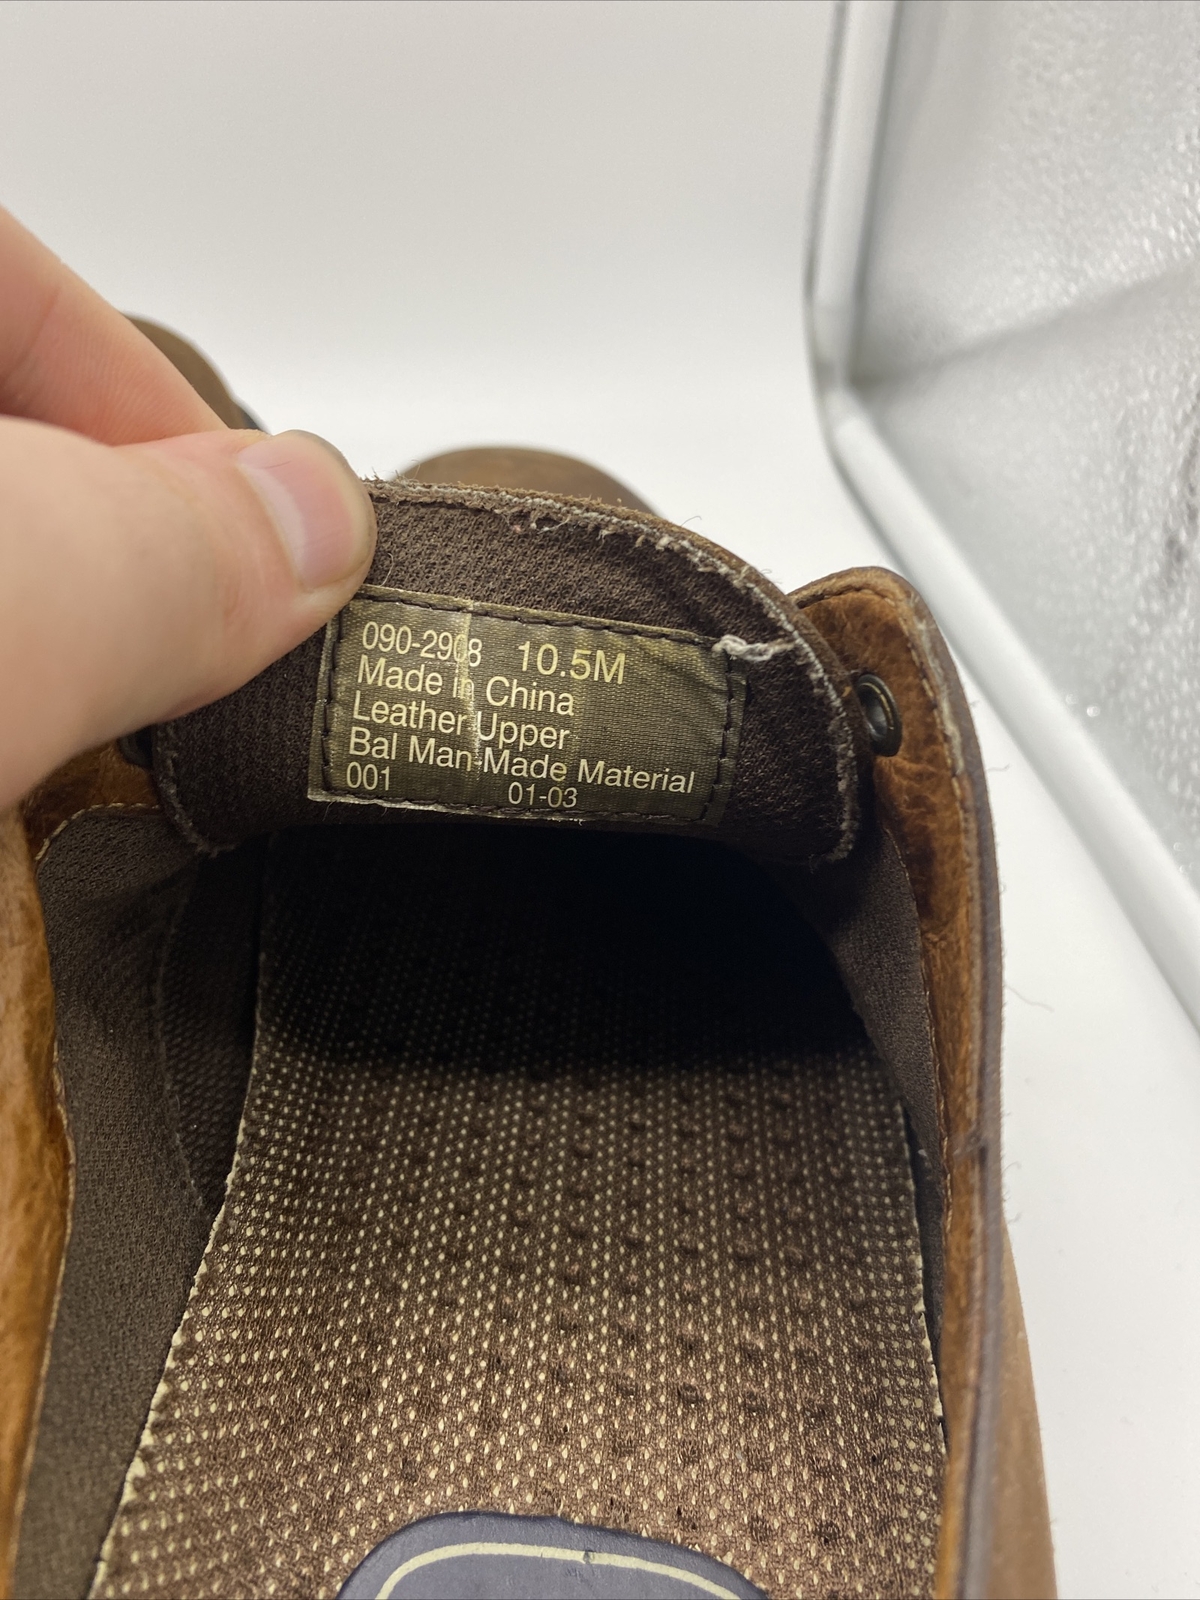 090-2908 10.5M
Made in China
Leather Upper
Bal Man-Made Material
001 01-03